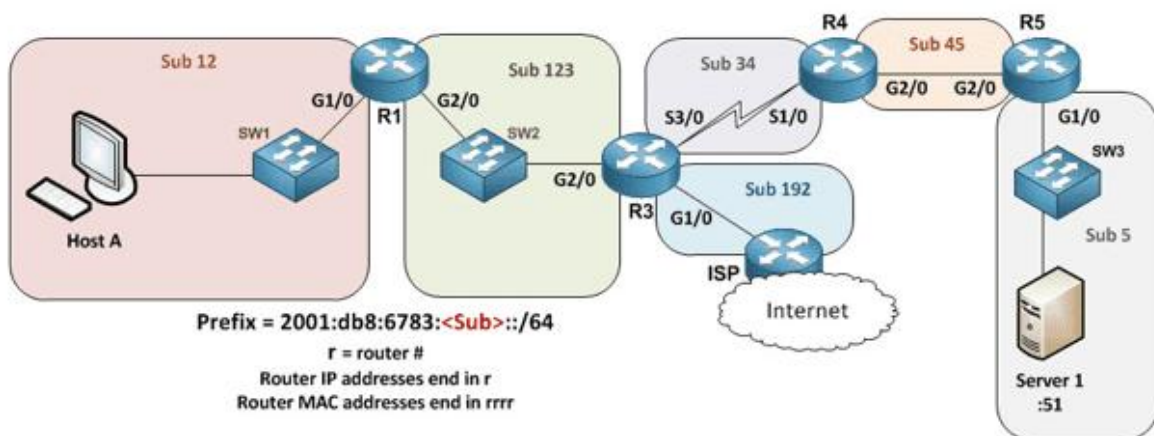 R4
R5
Sub 12
Sub 123
Sub 34
Sub 45
G1/0
R1
G2/0
G2/0
G2/0
SW1
SW2
S3/0
S1/0
G1/0
SW3
G2/0
R3
Sub 192
G1/0
Host A
Sub 5
ISP
Internet
Prefix = 2001:db8:6783:<Sub>::/64
r = router #
Router IP addresses end in r
Router MAC addresses end in rrrr
Server 1
:51